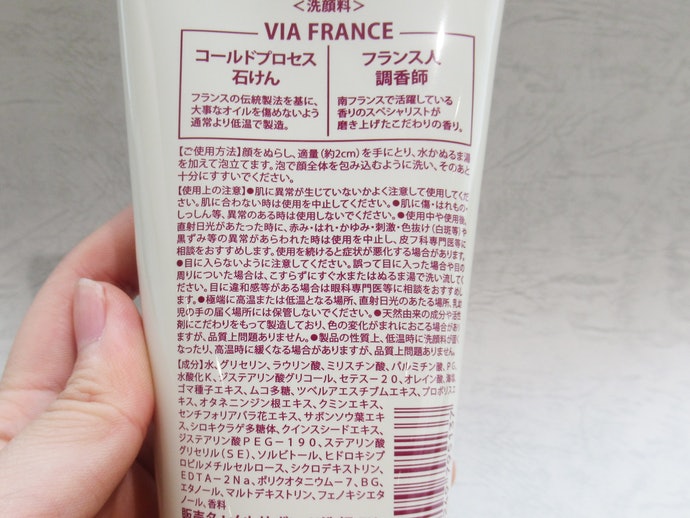 ＜洗顔料＞
VIA FRANCE
コールドプロセス
石けん
フランスの伝統製法を基に、
大事なオイルを傷めないよう
通常より低温で製造。
フランス人
調香師
南フランスで活躍している
香りのスペシャリストが
磨き上げたこだわりの香り。
【ご使用方法】顔をぬらし、適量(約2cm)を手にとり、水かぬるま湯
を加えて泡立てます。泡で顔全体を包み込むように洗い、そのあと
十分にすすいでください。
【使用上の注意】●肌に異常が生じていないかよく注意して使用してくだ
さい。肌に合わない時は使用を中止してください。●肌に傷・はれもの・
しっしん等、異常のある時は使用しないでください。●使用中や使用後、
直射日光があたった時に、赤み・はれ・かゆみ・刺激・色抜け(白斑等)や
黒ずみ等の異常があらわれた時は使用を中止し、皮フ科専門医等に
相談をおすすめします。使用を続けると症状が悪化する場合があります。
●目に入らないように注意してください。誤って目に入った場合や目の
周りについた場合は、こすらずにすぐ水またはぬるま湯で洗い流してく
ださい。目に違和感等がある場合は眼科専門医等に相談をおすすめし
ます。●極端に高温または低温となる場所、直射日光のあたる場所、乳幼
児の手の届く場所には保管しないでください。●天然由来の成分や活性
剤にこだわりをもって製造しており、色の変化がまれにおこる場合があり
ますが、品質上問題ありません。●製品の性質上、低温時に洗顔料が固く
なったり、高温時に緩くなる場合がありますが、品質上問題ありません。
【成分】水、グリセリン、ラウリン酸、ミリスチン酸、パルミチン酸、PG、
水酸化K、ジステアリン酸グリコール、セテス－20、オレイン酸、海塩、
ゴマ種子エキス、ムコ多糖、ツベルアエスチブムエキス、プロポリスエ
キス、オタネニンジン根エキス、クミンエキス、
センチフォリアバラ花エキス、サボンソウ葉エキ
ス、シロキクラゲ多糖体、クインスシードエキス、
ジステアリン酸PEG－190、ステアリン酸
グリセリル(SE)、ソルビトール、ヒドロキシプ
ロピルメチルセルロース、シクロデキストリン、
EDTA－2Na、ポリクオタニウム－7、BG、
エタノール、マルトデキストリン、フェノキシエタ
ノール、香料